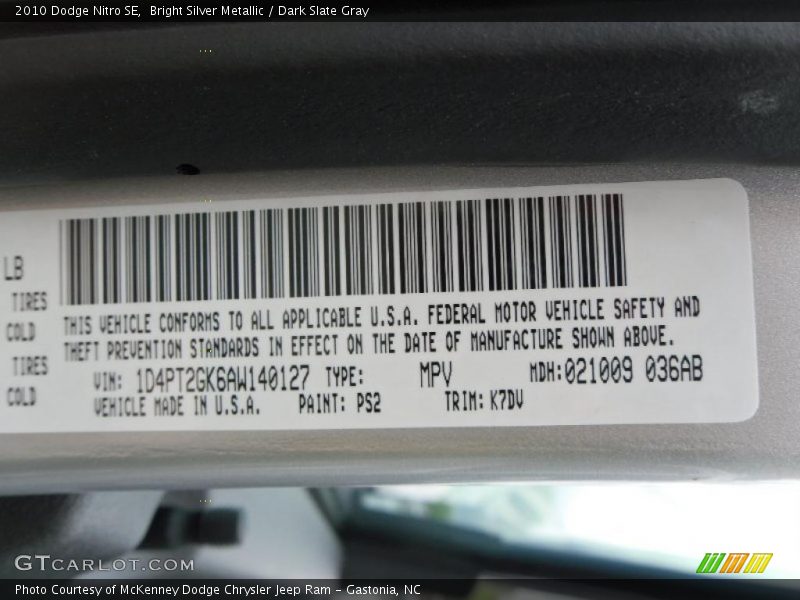 2010 Dodge Nitro SE, Bright Silver Metallic / Dark Slate Gray
LB
TIRES
COLD
TIRES
COLD
THIS VEHICLE CONFORMS TO ALL APPLICABLE U.S.A. FEDERAL MOTOR VEHICLE SAFETY AND
THEFT PREVENTION STANDARDS IN EFFECT ON THE DATE OF MANUFACTURE SHOWN ABOVE.
VIN: 1D4PT2GK6AW140127 TYPE: MPV MDH:021009 036AB
VEHICLE MADE IN U.S.A. PAINT: PS2 TRIM: K7DV
GTCARLOT.COM
Photo Courtesy of McKenney Dodge Chrysler Jeep Ram - Gastonia, NC